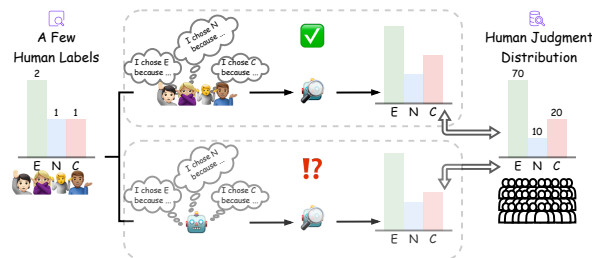 A Few
Human Labels
2
1 1
E N C
I chose N
because ...
I chose E
because ...
I chose C
because ...
E N C
I chose N
because ...
I chose E
because ...
I chose C
because ...
!?
E N C
Human Judgment
Distribution
70
10
20
E N C